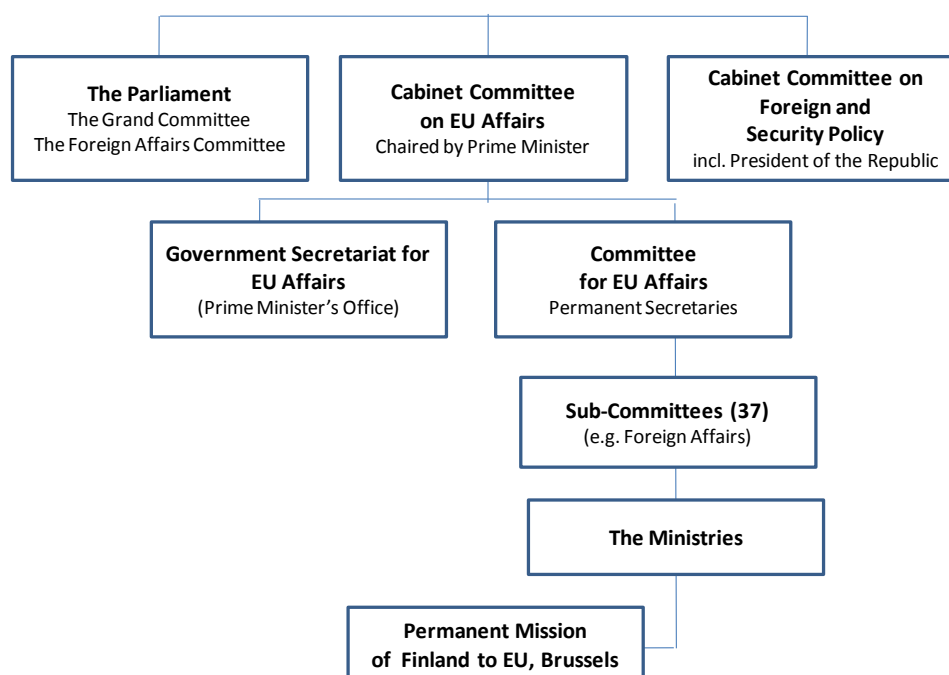 The Parliament
The Grand Committee
The Foreign Affairs Committee
Cabinet Committee
on EU Affairs
Chaired by Prime Minister
Cabinet Committee on
Foreign and
Security Policy
incl. President of the Republic
Government Secretariat for
EU Affairs
(Prime Minister’s Office)
Committee
for EU Affairs
Permanent Secretaries
Sub-Committees (37)
(e.g. Foreign Affairs)
The Ministries
Permanent Mission
of Finland to EU, Brussels